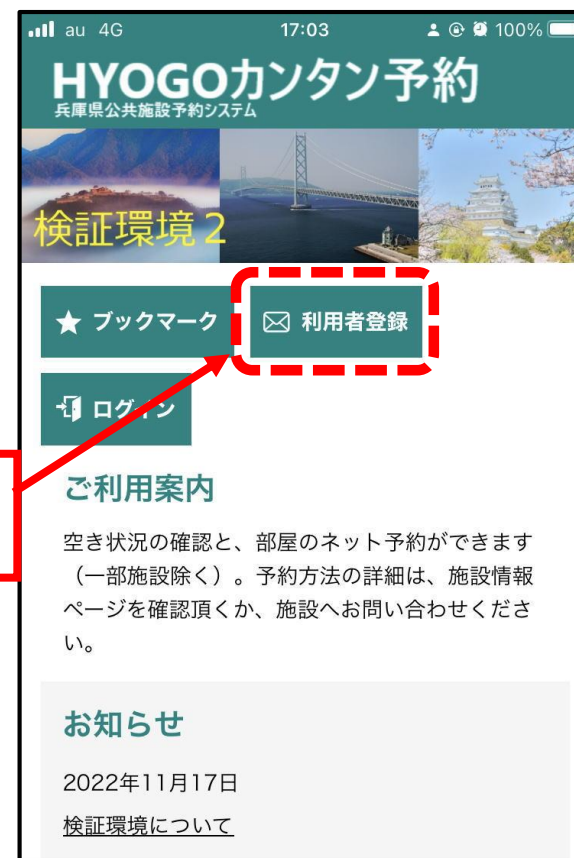 au 4G 17:03 100%
HYOGOカンタン予約
兵庫県公共施設予約システム
検証環境2
ブックマーク
利用者登録
ログイン
ご利用案内
空き状況の確認と、部屋のネット予約ができます
（一部施設除く）。予約方法の詳細は、施設情報
ページを確認頂くか、施設へお問い合わせくださ
い。
お知らせ
2022年11月17日
検証環境について